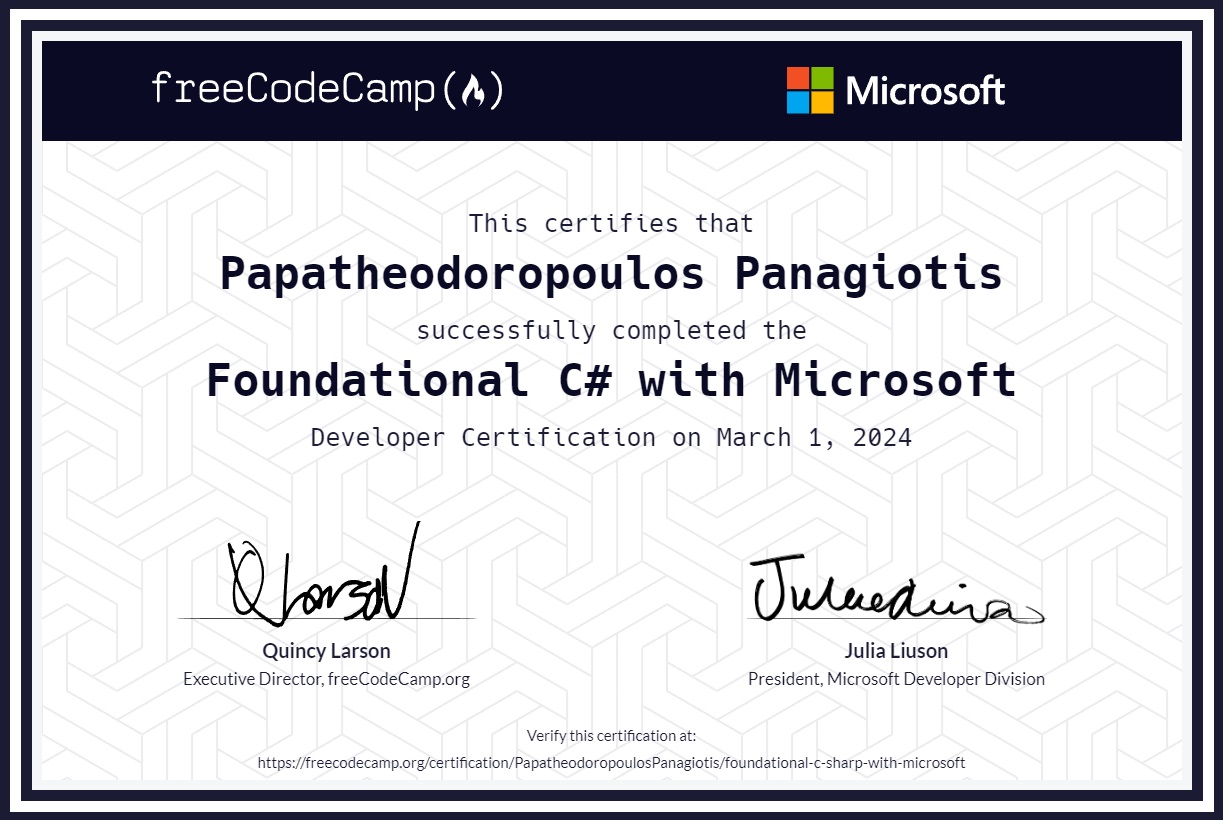 freeCodeCamp Microsoft
This certifies that
Papatheodoropoulos Panagiotis
successfully completed the
Foundational C# with Microsoft
Developer Certification on March 1, 2024
Quincy Larson
Executive Director, freeCodeCamp.org
Julia Liuson
President, Microsoft Developer Division
Verify this certification at:
https://freecodecamp.org/certification/PapatheodoropoulosPanagiotis/foundational-c-sharp-with-microsoft